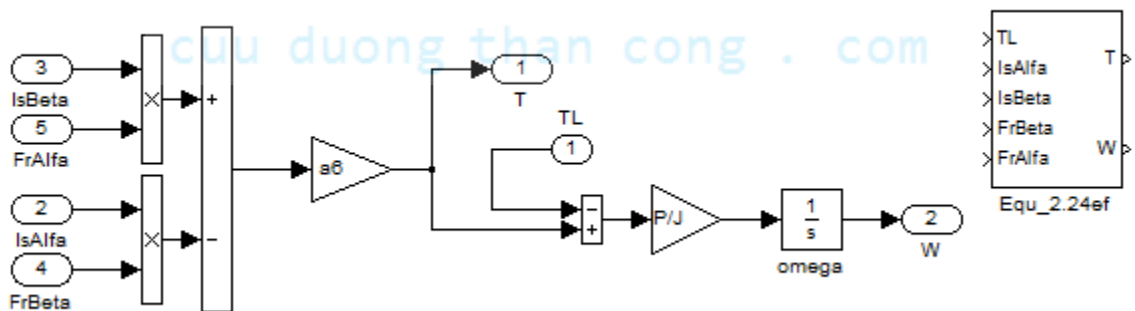 cuu duong than cong . com
3
IsBeta
5
FrAlfa
×
+
2
IsAlfa
4
FrBeta
×
−
a6
1
T
TL
1
−
+
P/J
1
s
omega
2
W
TL
IsAlfa
IsBeta
FrBeta
FrAlfa
T
W
Equ_2.24ef